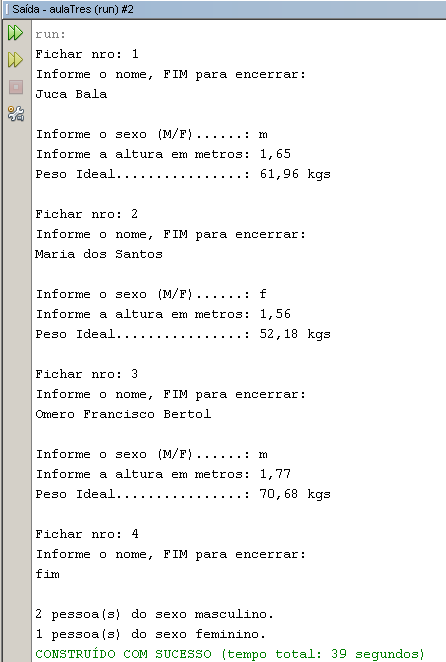 Saída - aulaTres (run) #2
run:
Fichar nro: 1
Informe o nome, FIM para encerrar:
Juca Bala
Informe o sexo (M/F)......: m
Informe a altura em metros: 1,65
Peso Ideal................: 61,96 kgs
Fichar nro: 2
Informe o nome, FIM para encerrar:
Maria dos Santos
Informe o sexo (M/F)......: f
Informe a altura em metros: 1,56
Peso Ideal................: 52,18 kgs
Fichar nro: 3
Informe o nome, FIM para encerrar:
Omero Francisco Bertol
Informe o sexo (M/F)......: m
Informe a altura em metros: 1,77
Peso Ideal................: 70,68 kgs
Fichar nro: 4
Informe o nome, FIM para encerrar:
fim
2 pessoa(s) do sexo masculino.
1 pessoa(s) do sexo feminino.
CONSTRUÍDO COM SUCESSO (tempo total: 39 segundos)